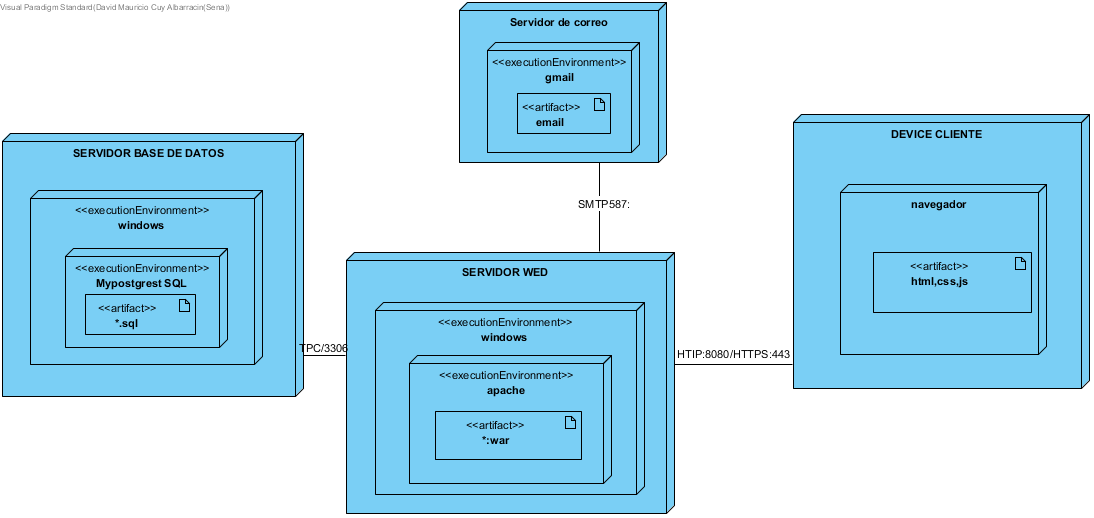 Visual Paradigm Standard(David Mauricio Cuy Albarracin(Sena))
Servidor de correo
<<executionEnvironment>>
gmail
<<artifact>>
email
SMTP587:
SERVIDOR BASE DE DATOS
<<executionEnvironment>>
windows
<<executionEnvironment>>
Mypostgrest SQL
<<artifact>>
*.sql
TPC/3306
SERVIDOR WED
<<executionEnvironment>>
windows
<<executionEnvironment>>
apache
<<artifact>>
*:war
HTIP:8080/HTTPS:443
DEVICE CLIENTE
navegador
<<artifact>>
html,css,js